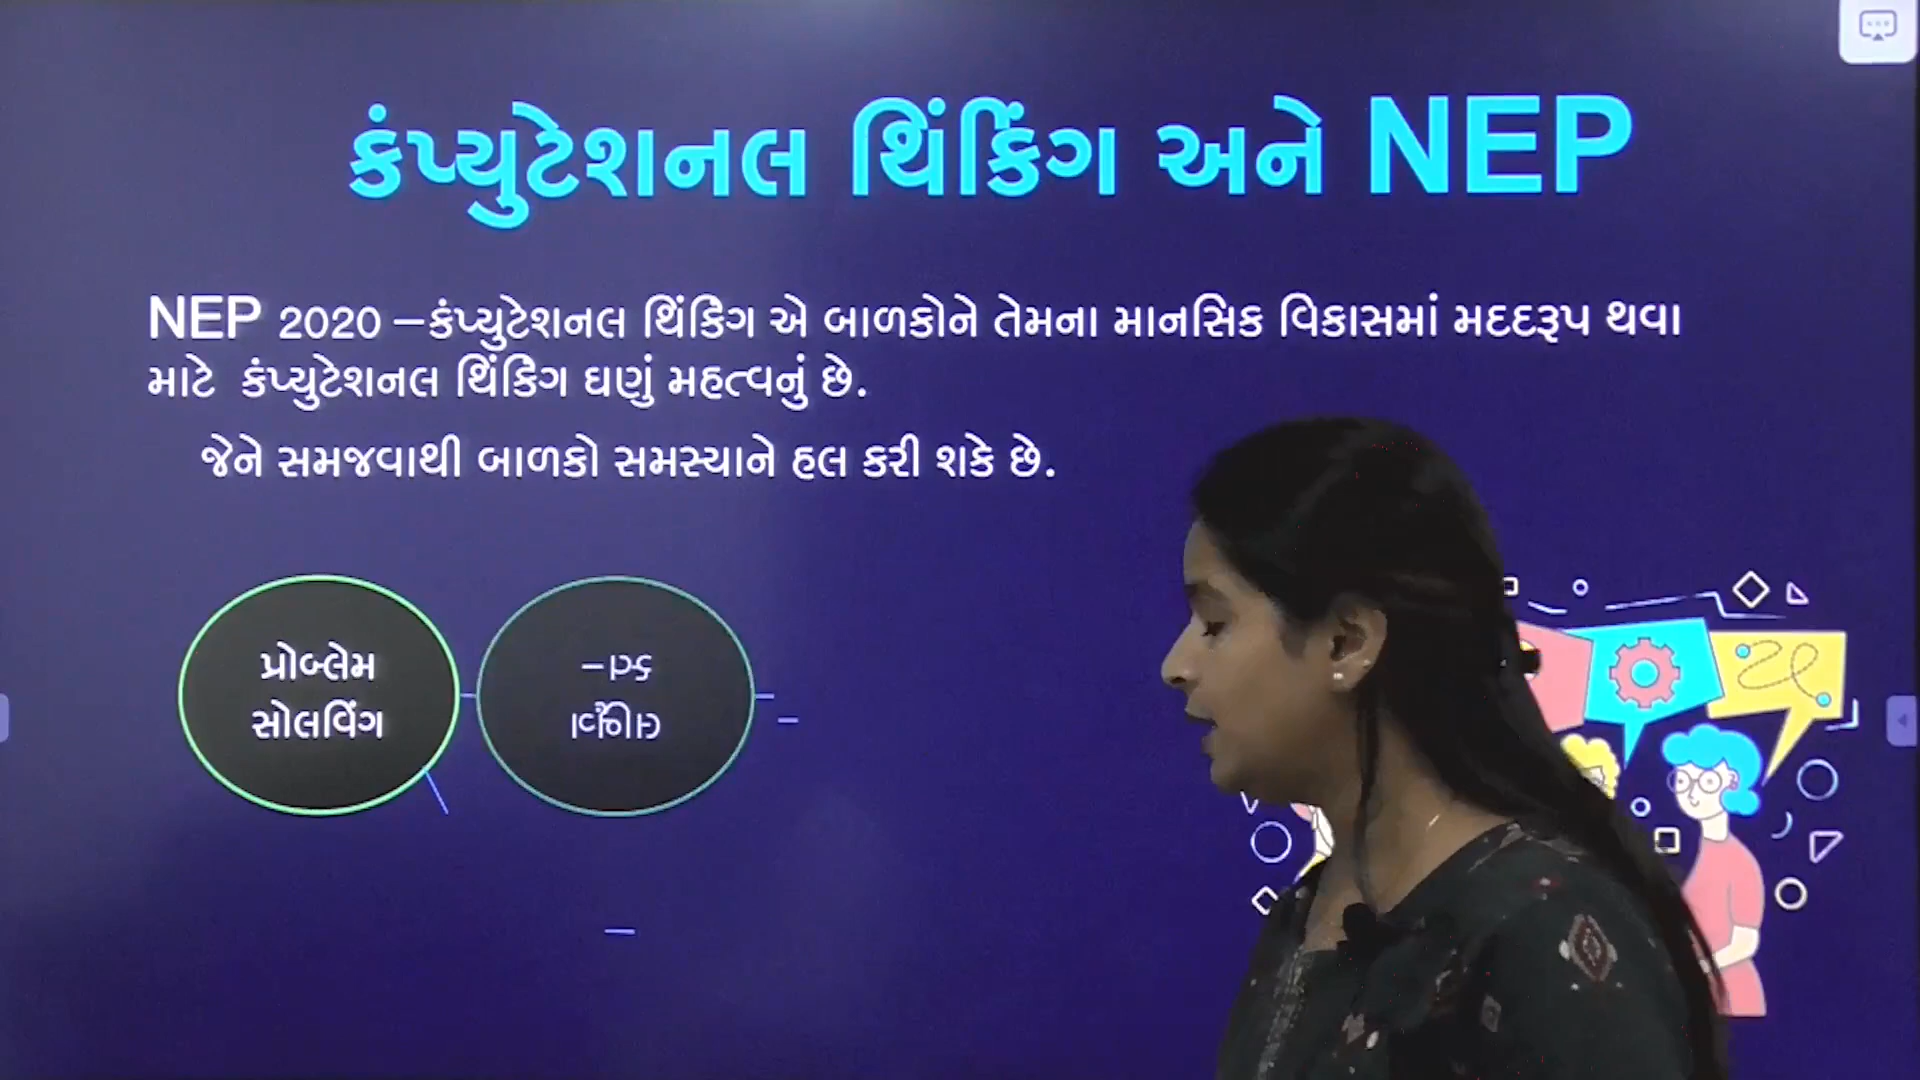 કંપ્યુટેશનલ થિંકિંગ અને NEP
NEP 2020 –કંપ્યુટેશનલ થિંકિગ એ બાળકોને તેમના માનસિક વિકાસમાં મદદરૂપ થવા
માટે કંપ્યુટેશનલ થિંકિગ ઘણું મહત્વનું છે.
જેને સમજવાથી બાળકો સમસ્યાને હલ કરી શકે છે.
પ્રોબ્લેમ
સોલવિંગ